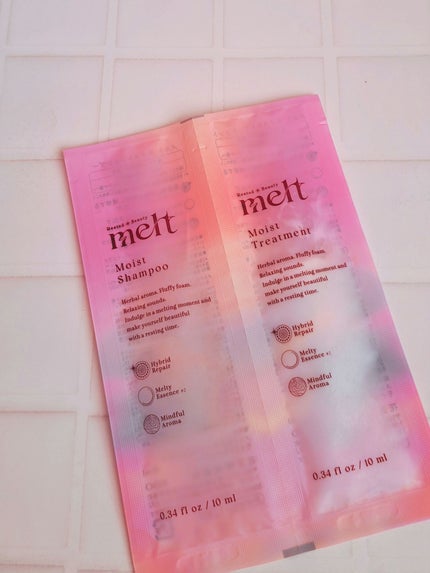 Rested + Beauty
melt
Moist
Shampoo
Herbal aroma. Fluffy foam.
Relaxing sounds.
Indulge in a melting moment and
make yourself beautiful
with a resting time.
Hybrid
Repair
Melty
Essence *2
Mindful
Aroma
0.34 fl oz / 10 ml
Rested + Beauty
melt
Moist
Treatment
Herbal aroma. Fluffy foam.
Relaxing sounds.
Indulge in a melting moment and
make yourself beautiful
with a resting time.
Hybrid
Repair
Melty
Essence *2
Mindful
Aroma
0.34 fl oz / 10 ml